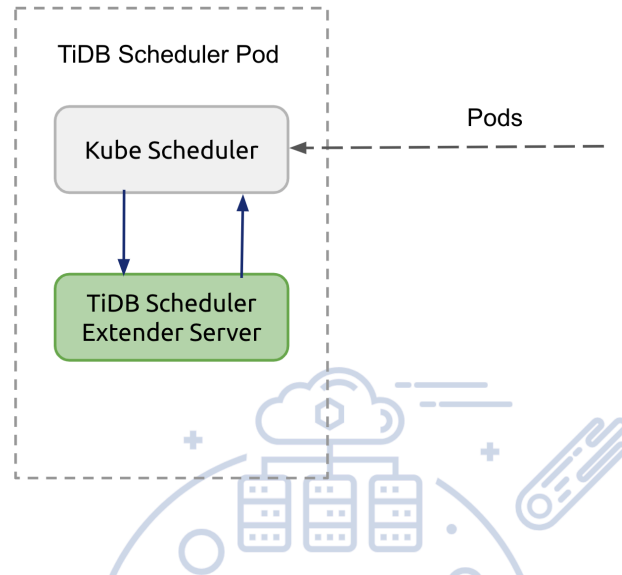 TiDB Scheduler Pod
Pods
Kube Scheduler
TiDB Scheduler
Extender Server